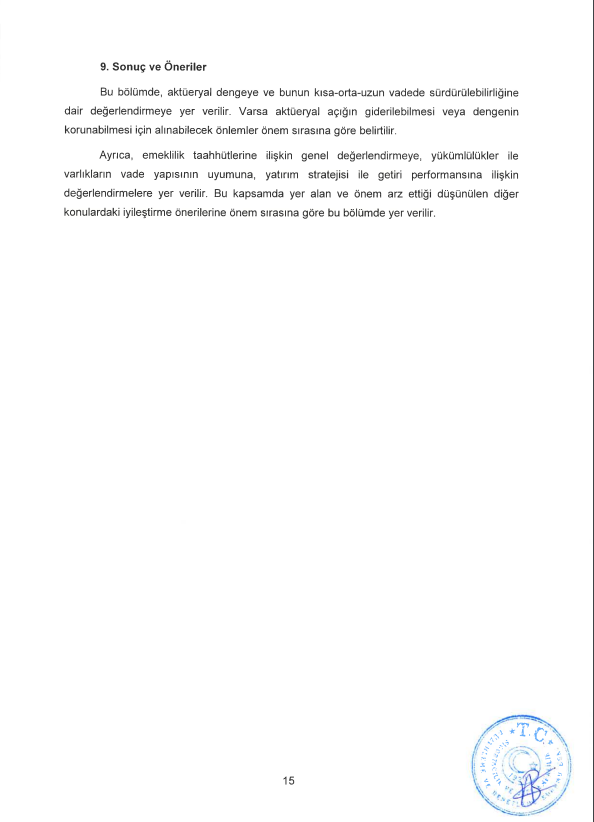 9. Sonuç ve Öneriler
Bu bölümde, aktüeryal dengeye ve bunun kısa-orta-uzun vadede sürdürülebilirliğine
dair değerlendirmeye yer verilir. Varsa aktüeryal açığın giderilebilmesi veya dengenin
korunabilmesi için alınabilecek önlemler önem sırasına göre belirtilir.
Ayrıca, emeklilik taahhütlerine ilişkin genel değerlendirmeye, yükümlülükler ile
varlıkların vade yapısının uyumuna, yatırım stratejisi ile getiri performansına ilişkin
değerlendirmelere yer verilir. Bu kapsamda yer alan ve önem arz ettiği düşünülen diğer
konulardaki iyileştirme önerilerine önem sırasına göre bu bölümde yer verilir.
T.C.
15